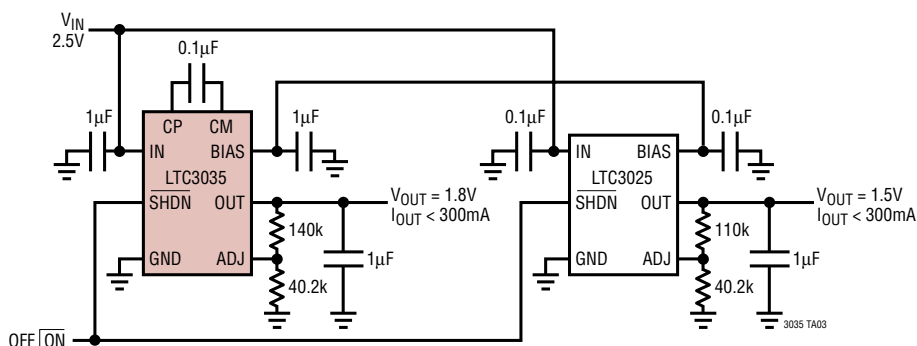 VIN
2.5V
0.1µF
1µF
CP CM
IN BIAS
LTC3035
SHDN OUT
GND ADJ
1µF
VOUT = 1.8V
IOUT < 300mA
140k
1µF
40.2k
0.1µF
IN BIAS
LTC3025
SHDN OUT
GND ADJ
0.1µF
VOUT = 1.5V
IOUT < 300mA
110k
1µF
40.2k
3035 TA03
OFF ON